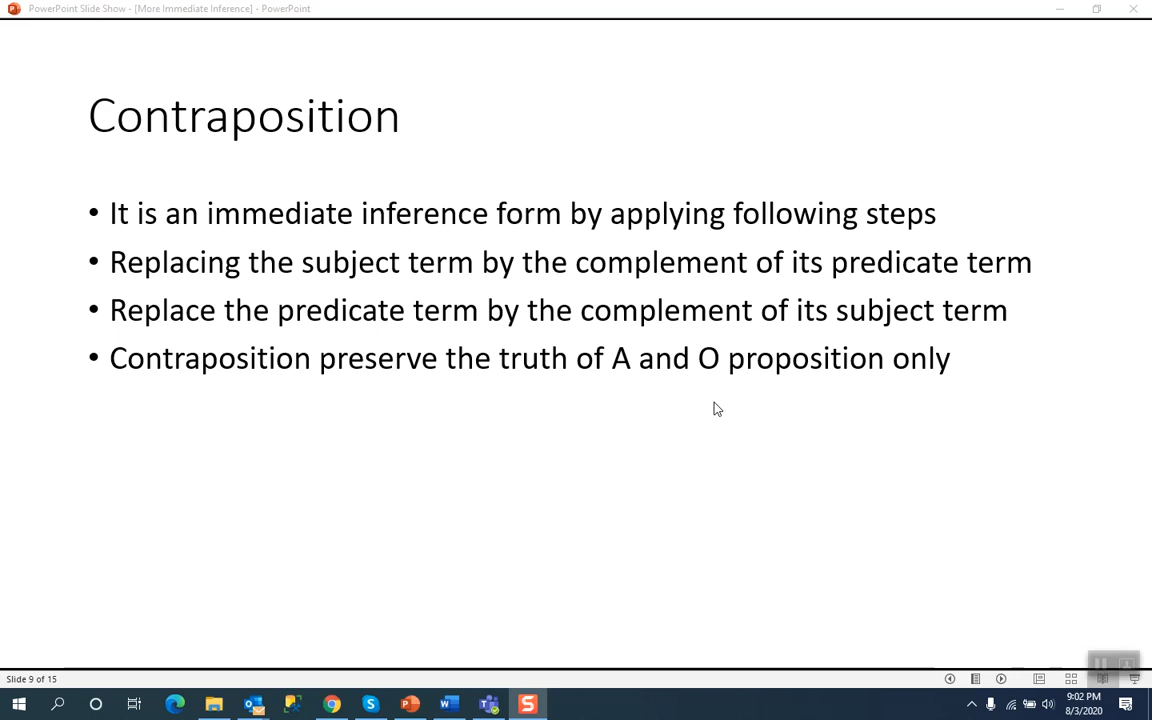 PowerPoint Slide Show - [More Immediate Inference] - PowerPoint
Contraposition
• It is an immediate inference form by applying following steps
• Replacing the subject term by the complement of its predicate term
• Replace the predicate term by the complement of its subject term
• Contraposition preserve the truth of A and O proposition only
Slide 9 of 15
9:02 PM
8/3/2020